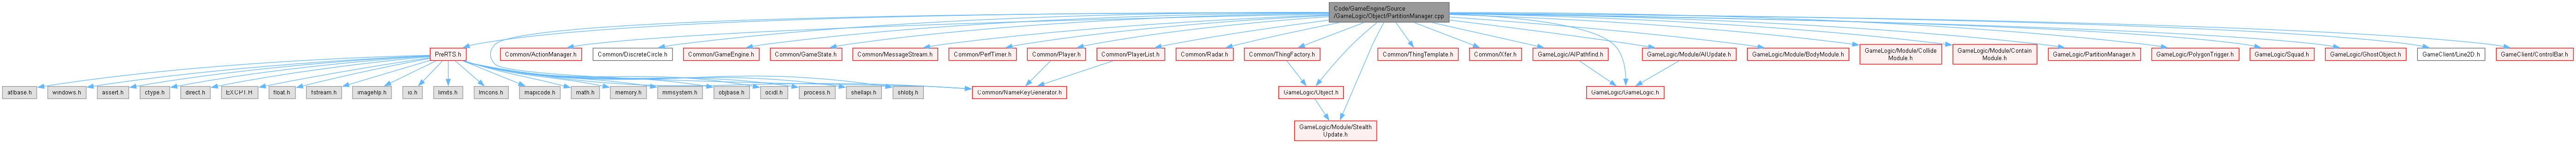 Code/GameEngine/Source
/GameLogic/Object/PartitionManager.cpp
PreRTS.h
Common/ActionManager.h
Common/DiscreteCircle.h
Common/GameEngine.h
Common/GameState.h
Common/MessageStream.h
Common/PerfTimer.h
Common/Player.h
Common/PlayerList.h
Common/Radar.h
Common/ThingFactory.h
Common/ThingTemplate.h
Common/Xfer.h
GameLogic/AIPathfind.h
GameLogic/Module/AIUpdate.h
GameLogic/Module/BodyModule.h
GameLogic/Module/Collide
Module.h
GameLogic/Module/Contain
Module.h
GameLogic/PartitionManager.h
GameLogic/PolygonTrigger.h
GameLogic/Squad.h
GameLogic/GhostObject.h
GameClient/Line2D.h
GameClient/ControlBar.h
atlbase.h
windows.h
assert.h
ctype.h
direct.h
EXCPT.H
float.h
fstream.h
imagehlp.h
io.h
limits.h
lmcons.h
mapicode.h
math.h
memory.h
mmsystem.h
objbase.h
ocidl.h
process.h
shellapi.h
shlobj.h
Common/NameKeyGenerator.h
GameLogic/Object.h
GameLogic/GameLogic.h
GameLogic/Module/Stealth
Update.h